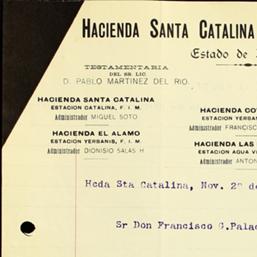 HACIENDA SANTA CATALINA
Estado de
TESTAMENTARIA
DEL SR LIC
D. PABLO MARTINEZ DEL RIO.
HACIENDA SANTA CATALINA
ESTACION CATALINA, F. I. M.
Administrador MIGUEL SOTO
HACIENDA EL ALAMO
ESTACION YERBANIS, F. I. M.
Administrador DIONISIO SALAS H
HACIENDA CO
ESTACION YERBAN
Administrador FRANCISC
HACIENDA LAS
ESTACION AGUA V
Administrador ANTON
Hcda Sta Catalina, Nov. 2º de
Sr Don Francisco G.Palac